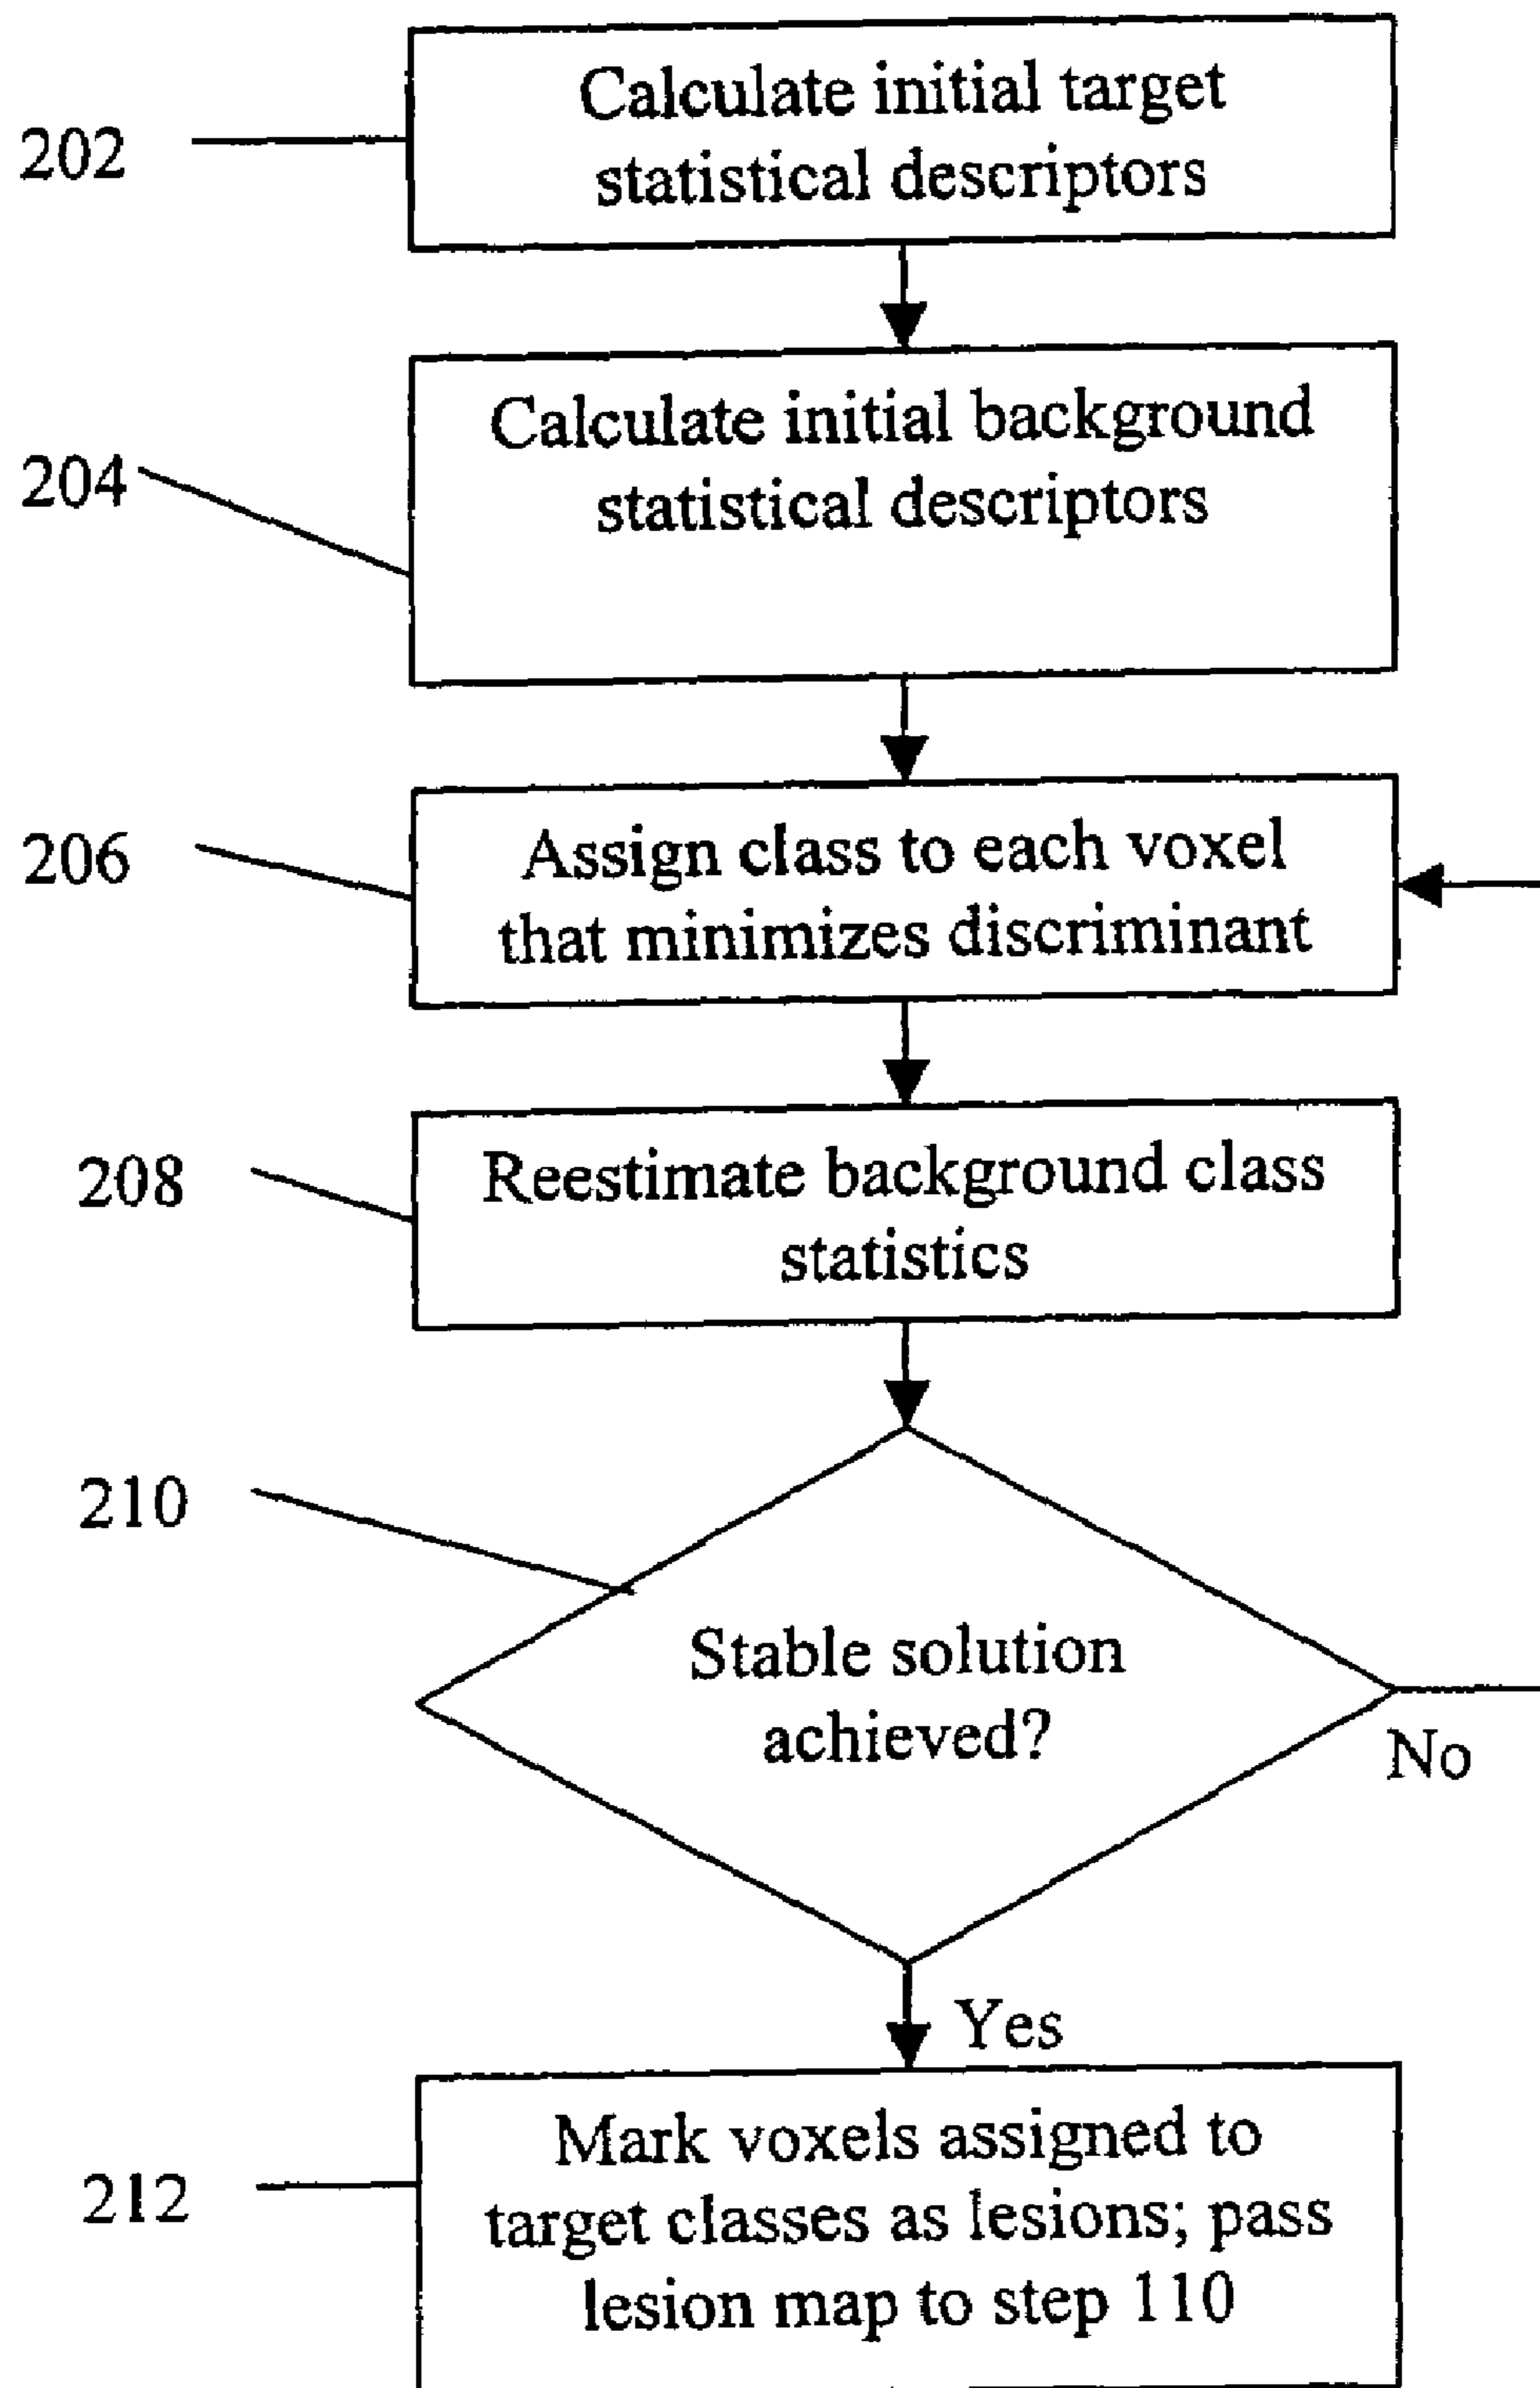 202
Calculate initial target
statistical descriptors
204
Calculate initial background
statistical descriptors
206
Assign class to each voxel
that minimizes discriminant
208
Reestimate background class
statistics
210
Stable solution
achieved?
No
Yes
212
Mark voxels assigned to
target classes as lesions; pass
lesion map to step 110